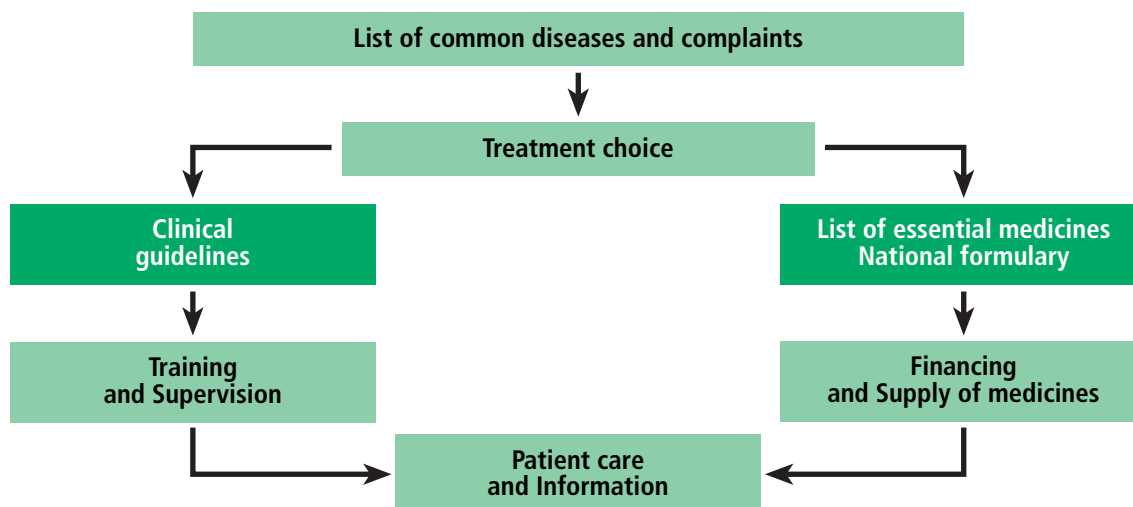 List of common diseases and complaints
Treatment choice
Clinical
guidelines
List of essential medicines
National formulary
Training
and Supervision
Financing
and Supply of medicines
Patient care
and Information